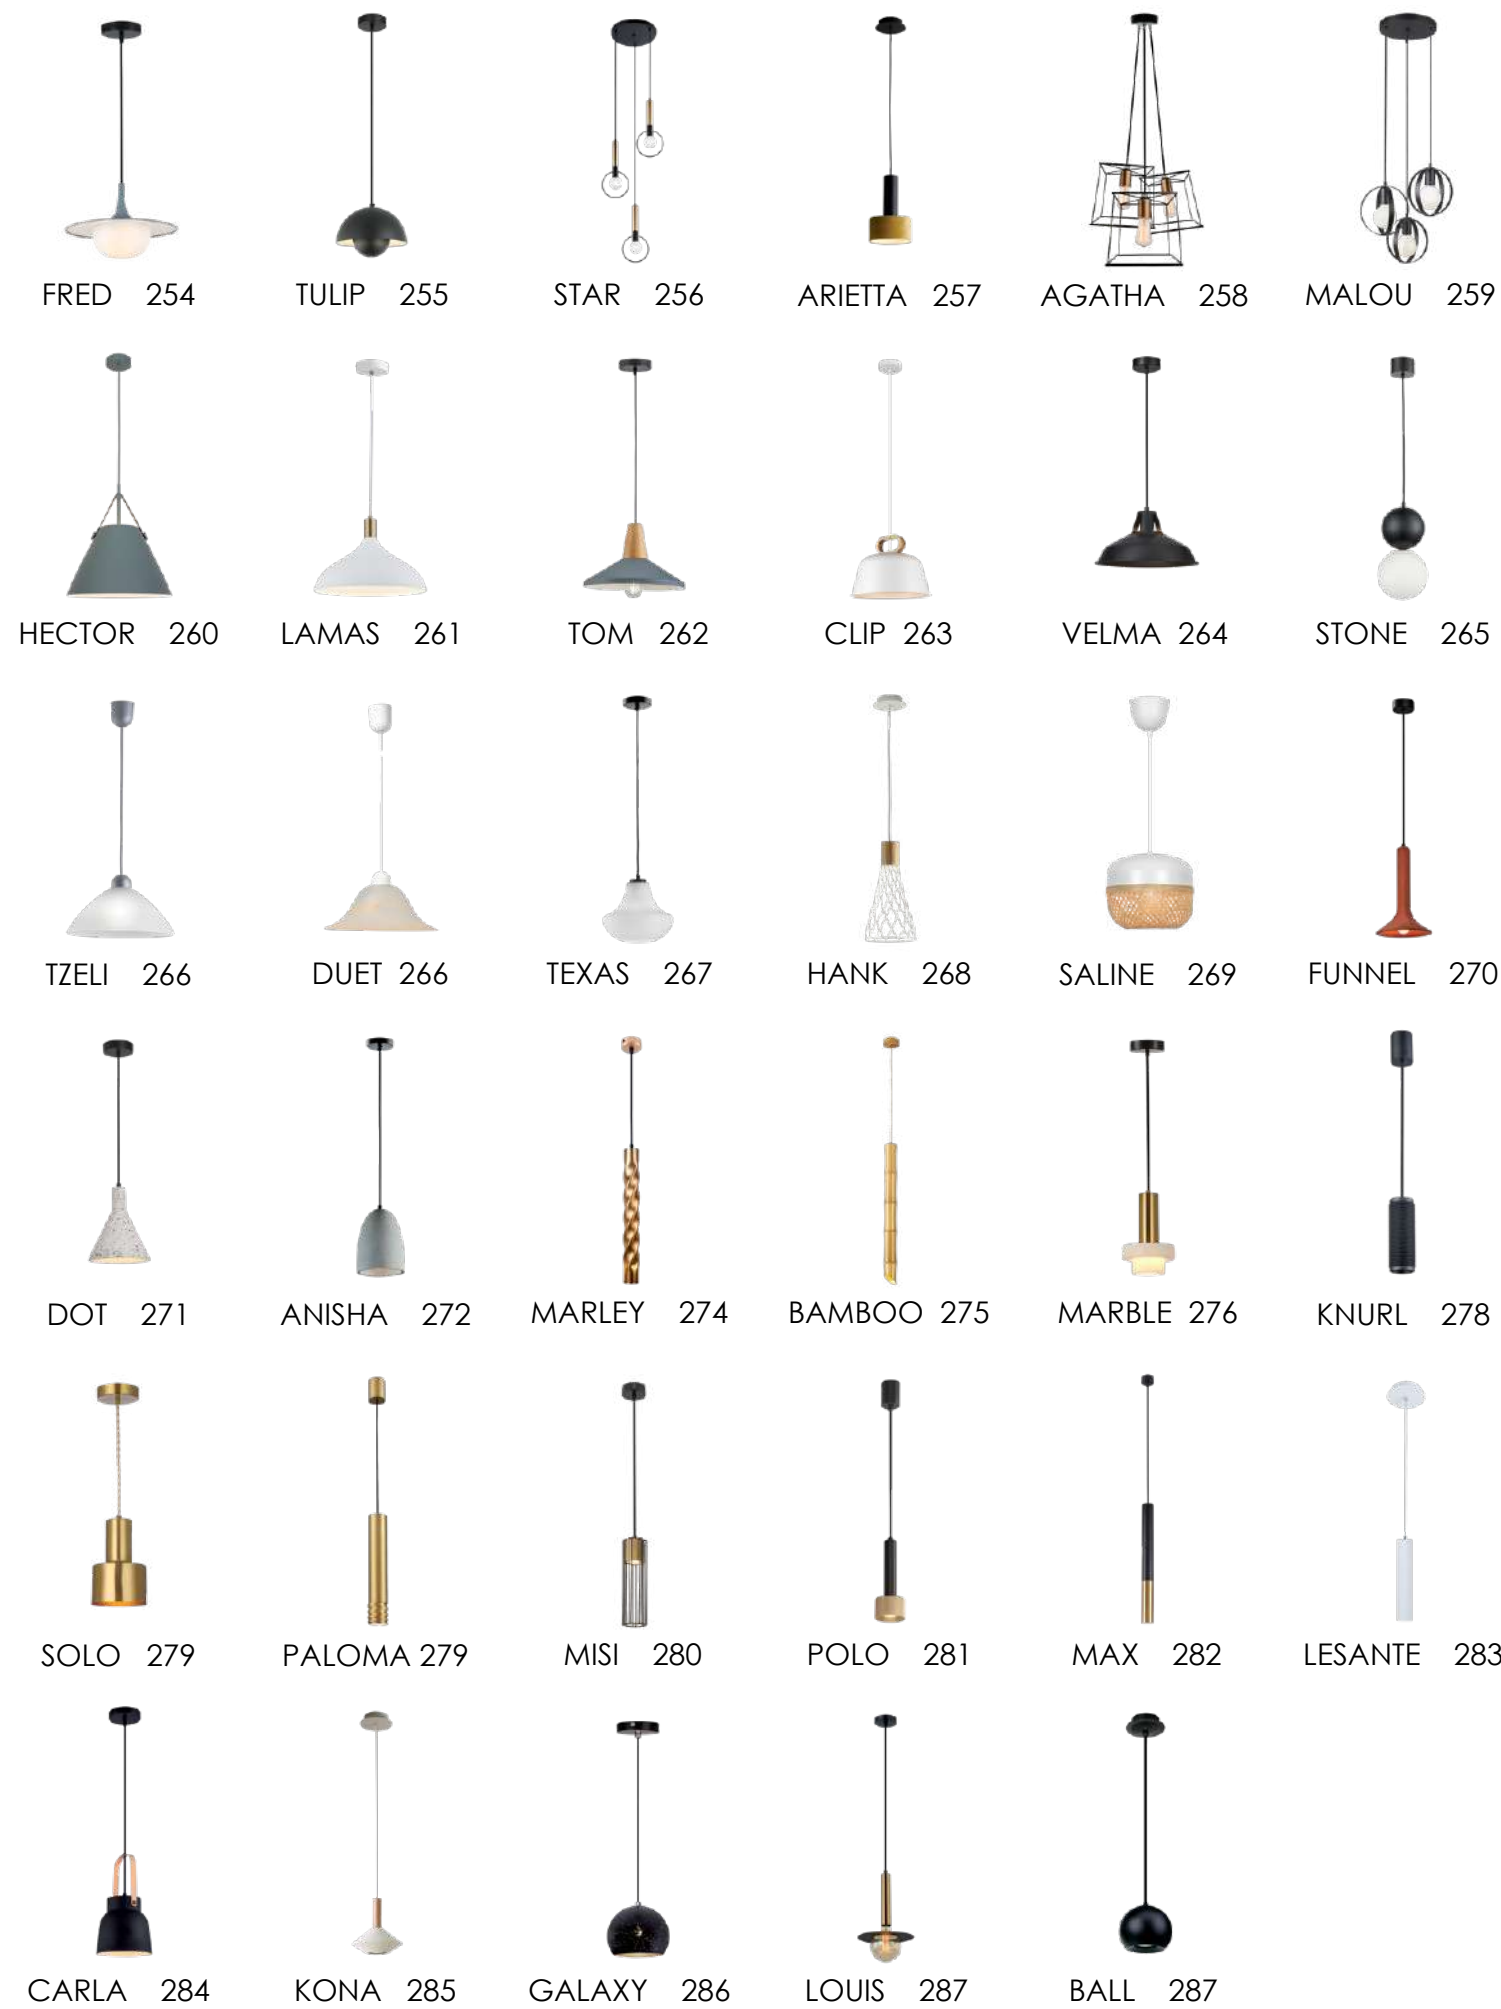 FRED 254 TULIP 255 STAR 256 ARIETTA 257 AGATHA 258 MALOU 259
HECTOR 260 LAMAS 261 TOM 262 CLIP 263 VELMA 264 STONE 265
TZELI 266 DUET 266 TEXAS 267 HANK 268 SALINE 269 FUNNEL 270
DOT 271 ANISHA 272 MARLEY 274 BAMBOO 275 MARBLE 276 KNURL 278
SOLO 279 PALOMA 279 MISI 280 POLO 281 MAX 282 LESANTE 283
CARLA 284 KONA 285 GALAXY 286 LOUIS 287 BALL 287